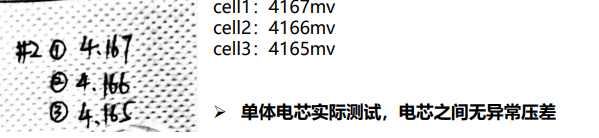 #2 ① 4.167
② 4.166
③ 4.165
cell1：4167mv
cell2：4166mv
cell3：4165mv
➢ 单体电芯实际测试，电芯之间无异常压差